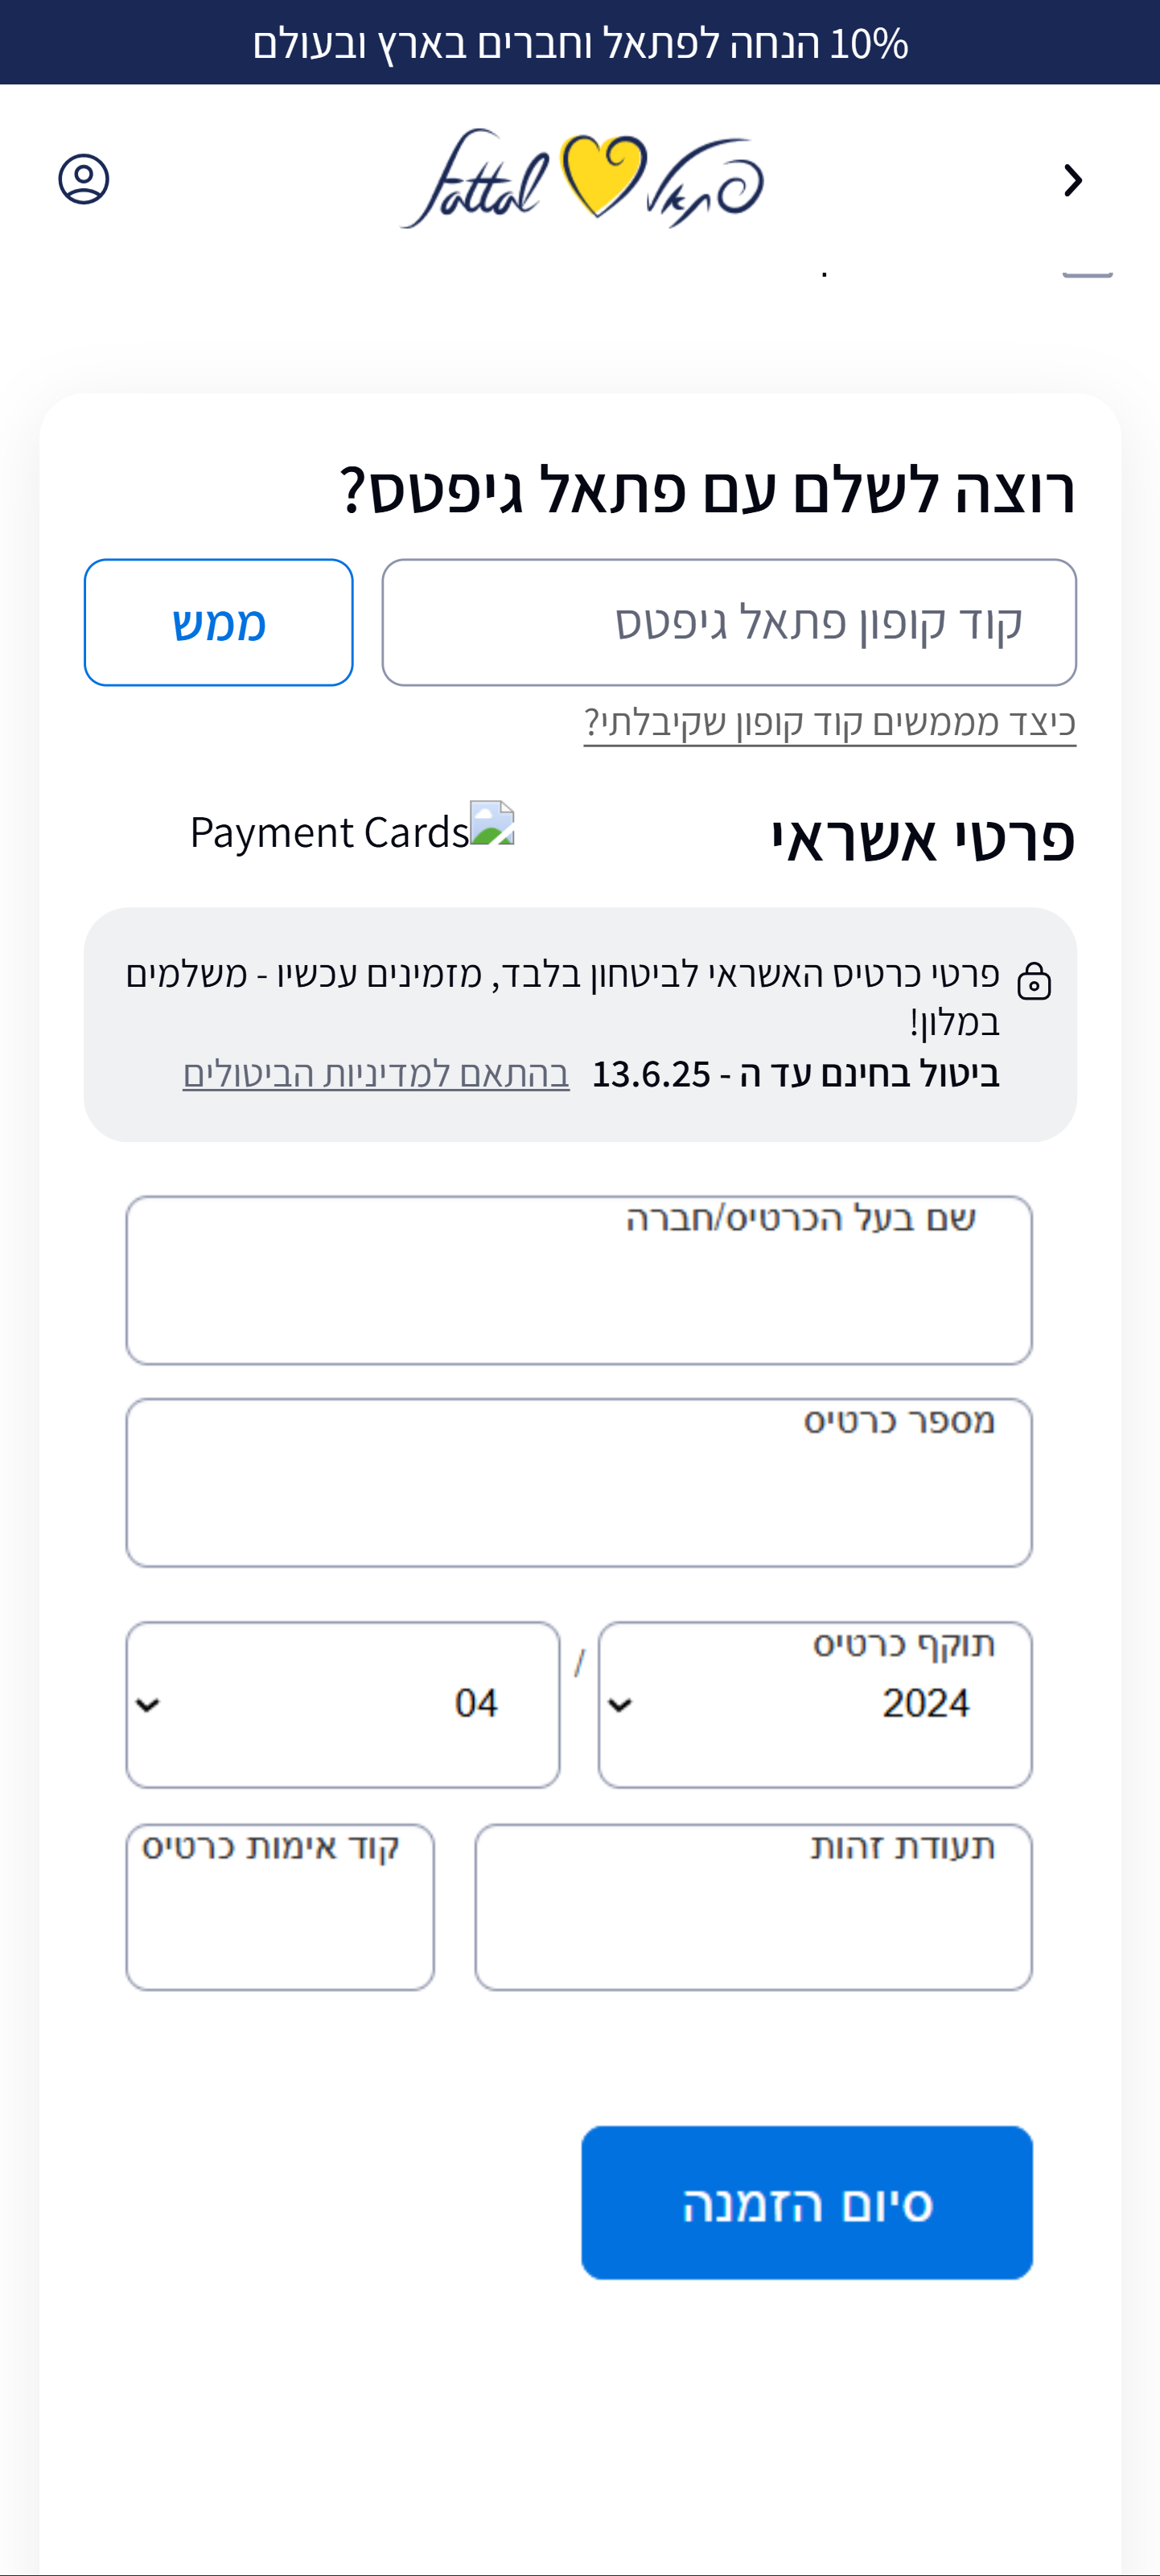 10% הנחה לפתאל וחברים בארץ ובעולם
fattal פתאל
רוצה לשלם עם פתאל גיפטס?
קוד קופון פתאל גיפטס
ממש
כיצד מממשים קוד קופון שקיבלתי?
פרטי אשראי
Payment Cards
פרטי כרטיס האשראי לביטחון בלבד, מזמינים עכשיו - משלמים
במלון!
ביטול בחינם עד ה - 13.6.25 בהתאם למדיניות הביטולים
שם בעל הכרטיס/חברה
מספר כרטיס
תוקף כרטיס
2024 / 04
תעודת זהות
קוד אימות כרטיס
סיום הזמנה